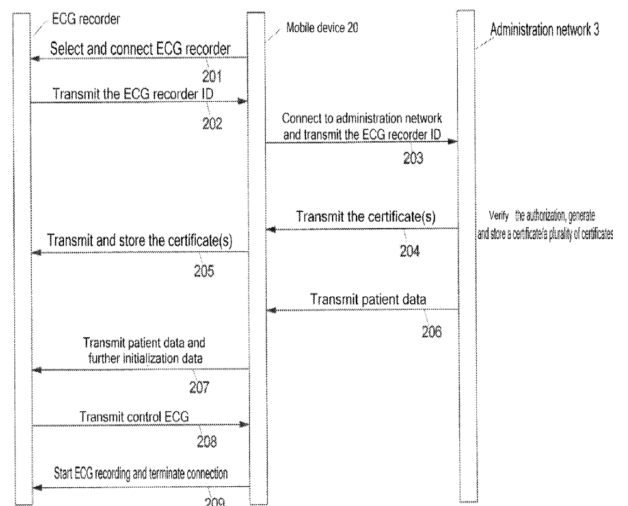 ECG recorder
Mobile device 20
Administration network 3
Select and connect ECG recorder
201
Transmit the ECG recorder ID
202
Connect to administration network
and transmit the ECG recorder ID
203
Transmit the certificate(s)
204
Verify the authorization, generate
and store a certificate/a plurality of certificates
Transmit and store the certificate(s)
205
Transmit patient data
206
Transmit patient data and
further initialization data
207
Transmit control ECG
208
Start ECG recording and terminate connection
209